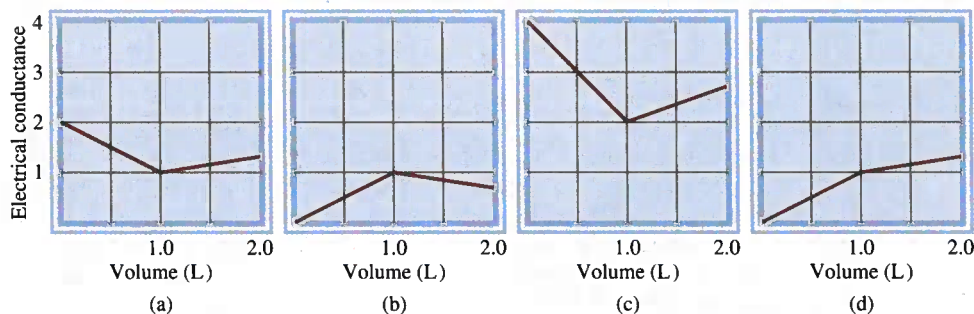 Electrical conductance
4
3
2
1
1.0 2.0 1.0 2.0 1.0 2.0 1.0 2.0
Volume (L) Volume (L) Volume (L) Volume (L)
(a) (b) (c) (d)